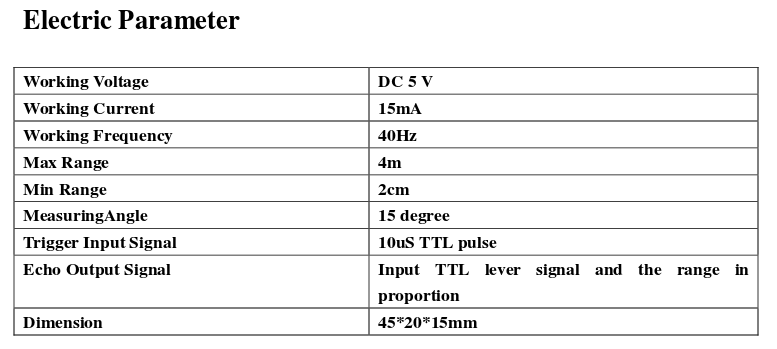 Electric Parameter
Working Voltage DC 5 V
Working Current 15mA
Working Frequency 40Hz
Max Range 4m
Min Range 2cm
MeasuringAngle 15 degree
Trigger Input Signal 10uS TTL pulse
Echo Output Signal Input TTL lever signal and the range in
proportion
Dimension 45*20*15mm